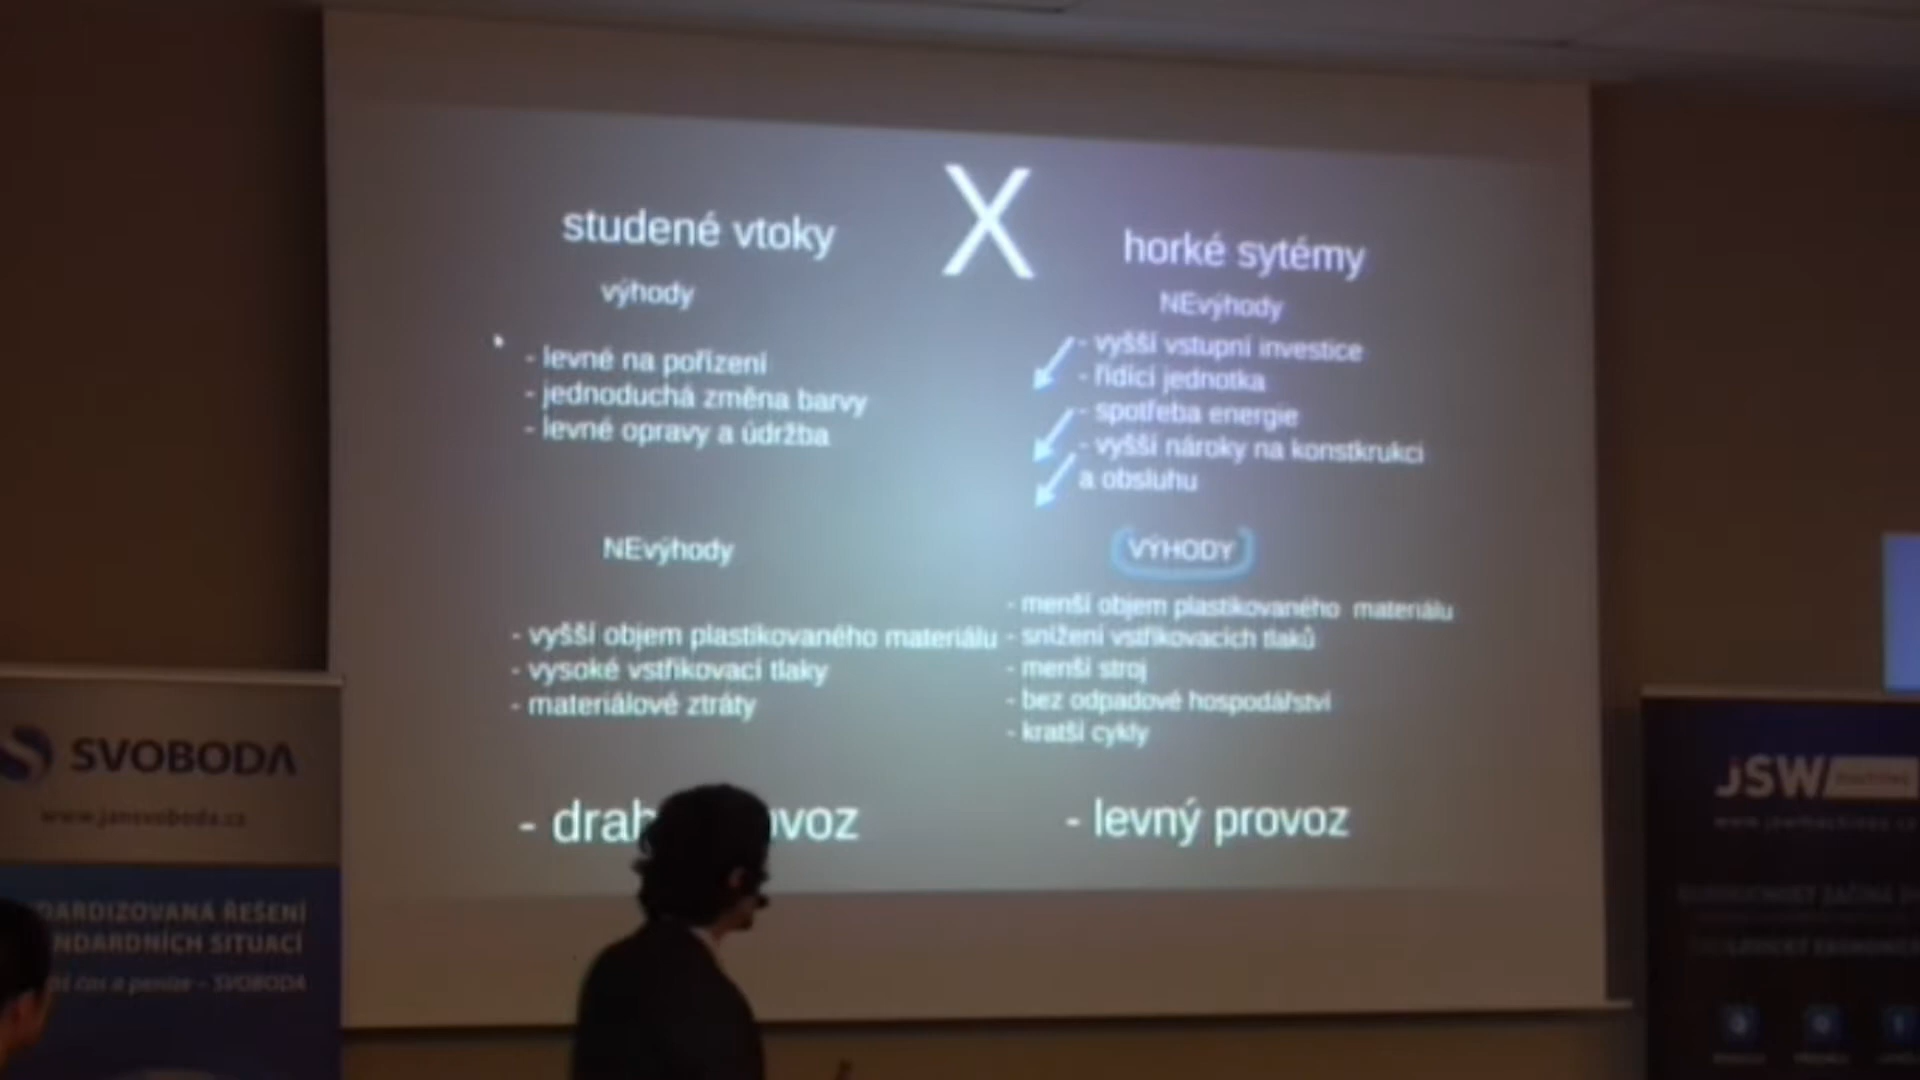 X
studené vtoky
výhody
- levné na pořízení
- jednoduchá změna barvy
- levné opravy a údržba
NEvýhody
- vyšší objem plastikovaného materiálu
- vysoké vstřikovací tlaky
- materiálové ztráty
- drah voz
horké sytémy
NEvýhody
- vyšší vstupní investice
- řídící jednotka
- spotřeba energie
- vyšší nároky na konstkrukci
a obsluhu
VÝHODY
- menší objem plastikovaného materiálu
- snížení vstřikovacích tlaků
- menší stroj
- bez odpadové hospodářství
- kratší cykly
- levný provoz
SVOBODA
www.jansvoboda.cz
DARDIZOVANÁ ŘEŠENÍ
NDARDNÍCH SITUACÍ
čas a peníze – SVOBODA
JSW